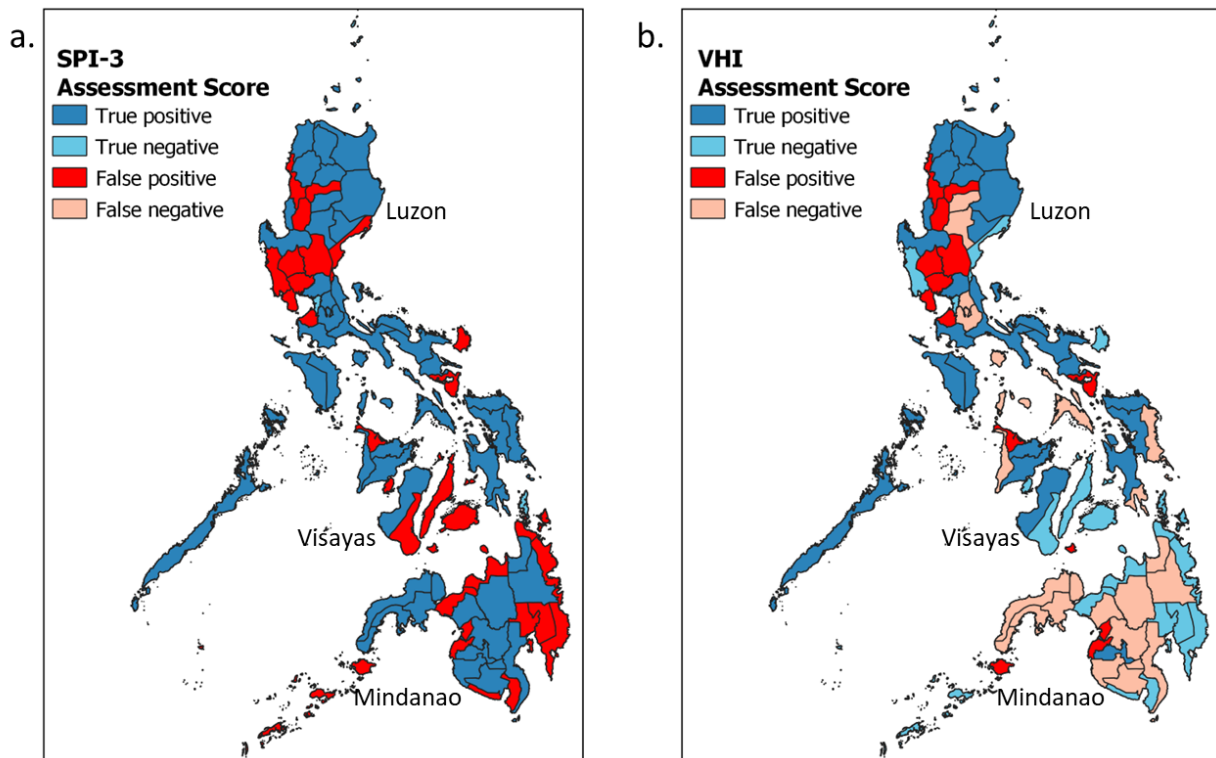 a.
SPI-3
Assessment Score
True positive
True negative
False positive
False negative
Luzon
Visayas
Mindanao
b.
VHI
Assessment Score
True positive
True negative
False positive
False negative
Luzon
Visayas
Mindanao